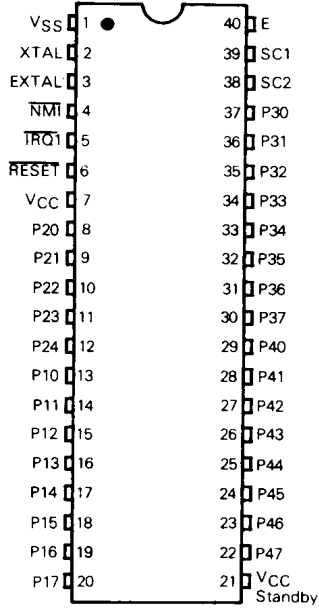 VSS 1 40 E
XTAL 2 39 SC1
EXTAL 3 38 SC2
NMI 4 37 P30
IRQ1 5 36 P31
RESET 6 35 P32
VCC 7 34 P33
P20 8 33 P34
P21 9 32 P35
P22 10 31 P36
P23 11 30 P37
P24 12 29 P40
P10 13 28 P41
P11 14 27 P42
P12 15 26 P43
P13 16 25 P44
P14 17 24 P45
P15 18 23 P46
P16 19 22 P47
P17 20 21 VCC
Standby